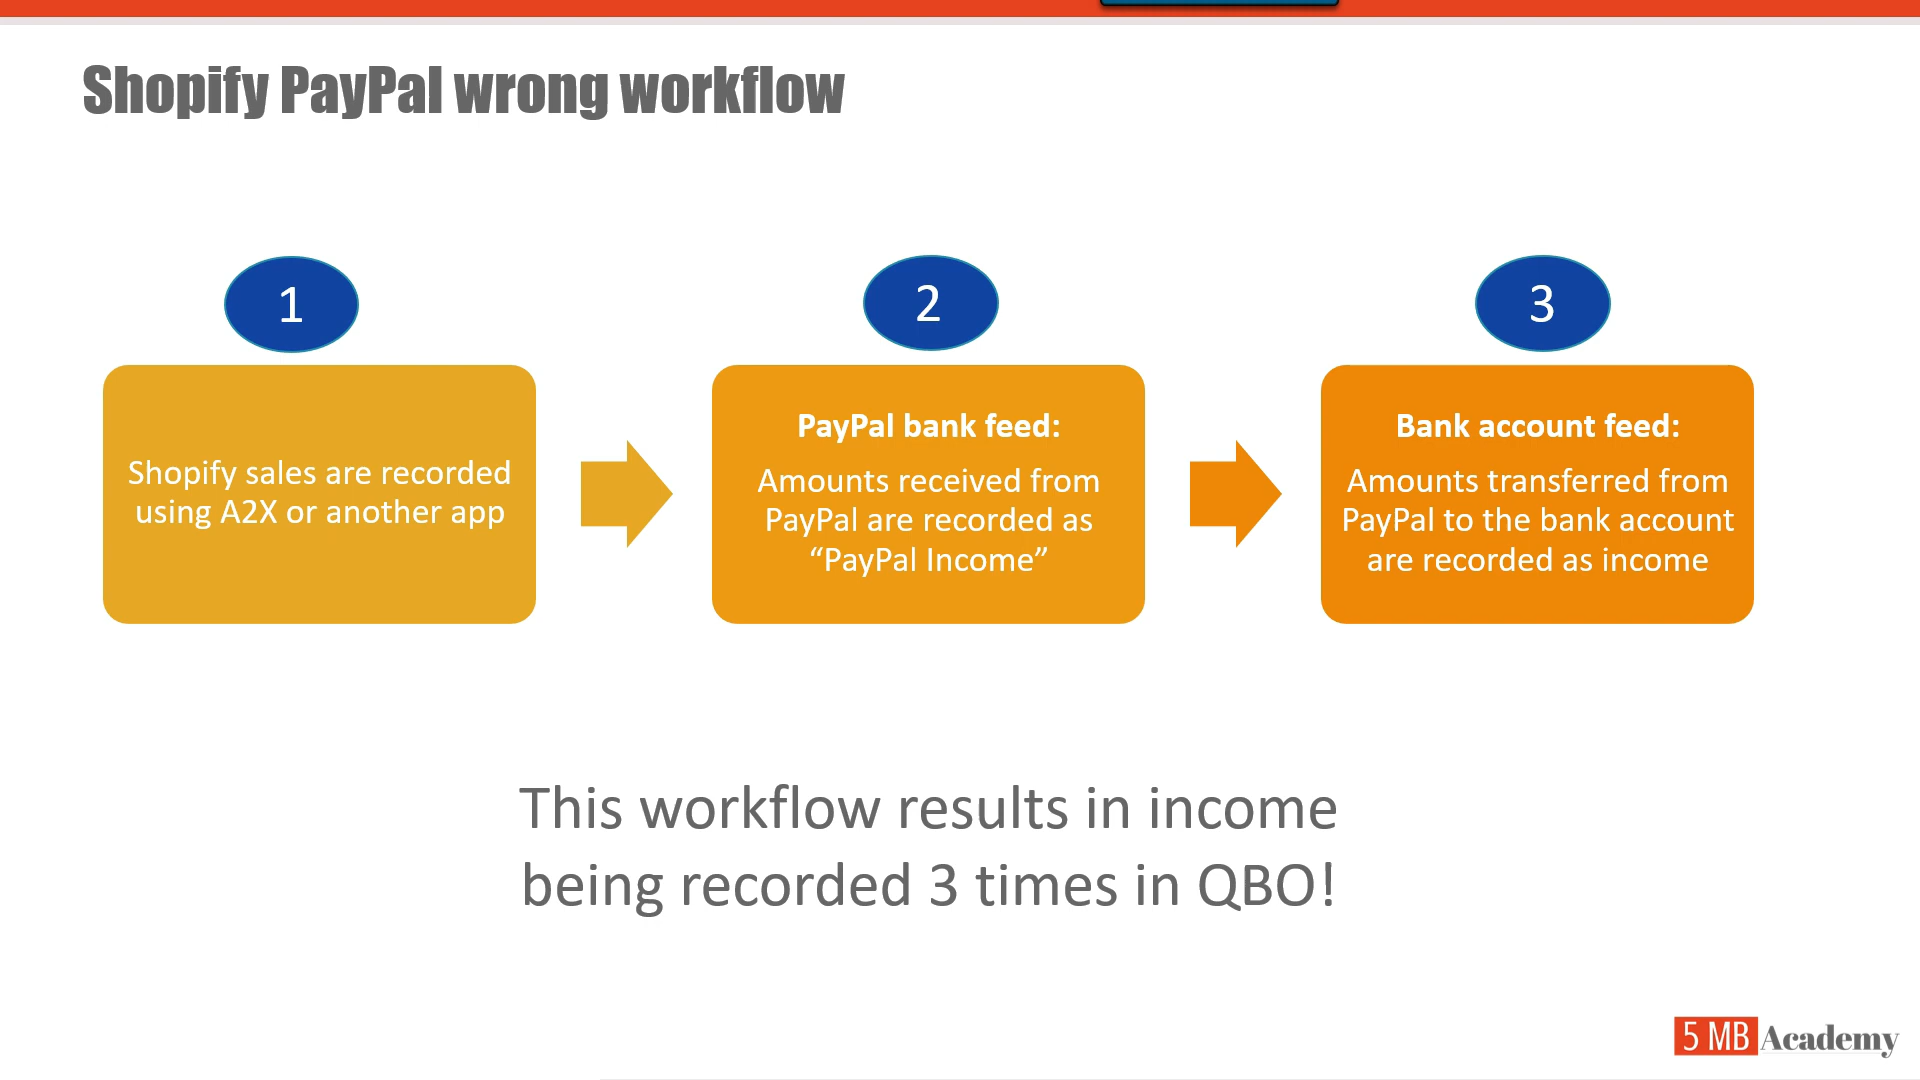 Shopify PayPal wrong workflow
1
2
3
Shopify sales are recorded
using A2X or another app
PayPal bank feed:
Amounts received from
PayPal are recorded as
“PayPal Income”
Bank account feed:
Amounts transferred from
PayPal to the bank account
are recorded as income
This workflow results in income
being recorded 3 times in QBO!
5 MB Academy